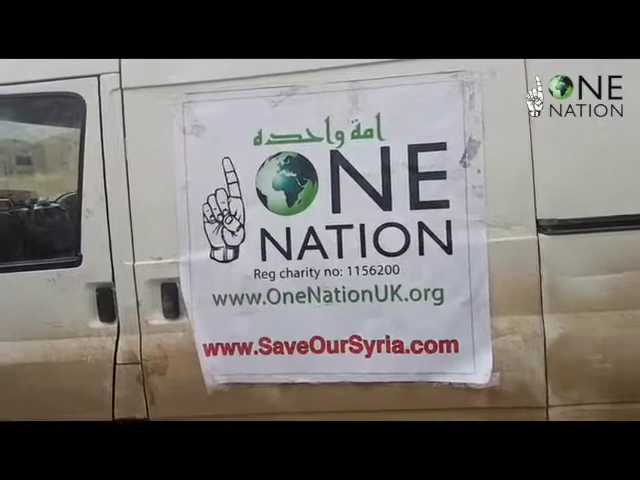 امة واحدة
ONE
NATION
Reg charity no: 1156200
www.OneNationUK.org
www.SaveOurSyria.com
ONE
NATION